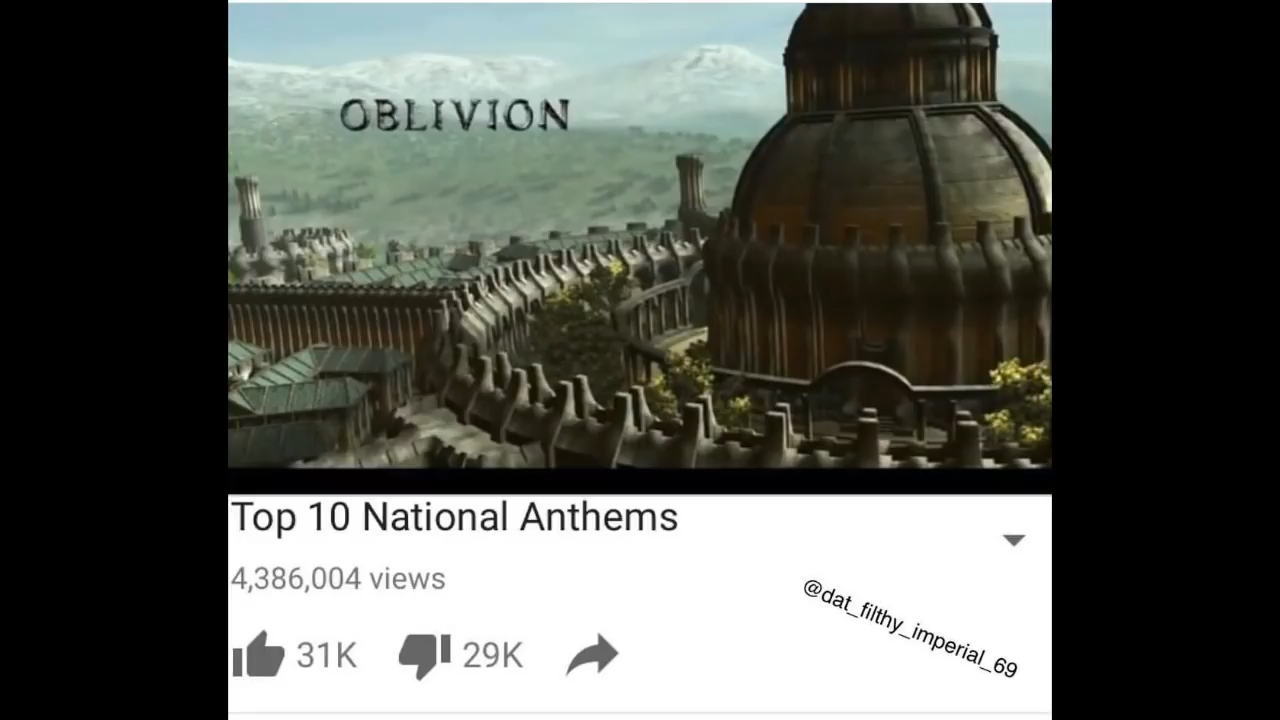 OBLIVION
Top 10 National Anthems
4,386,004 views
@dat_filthy_imperial_69
31K 29K